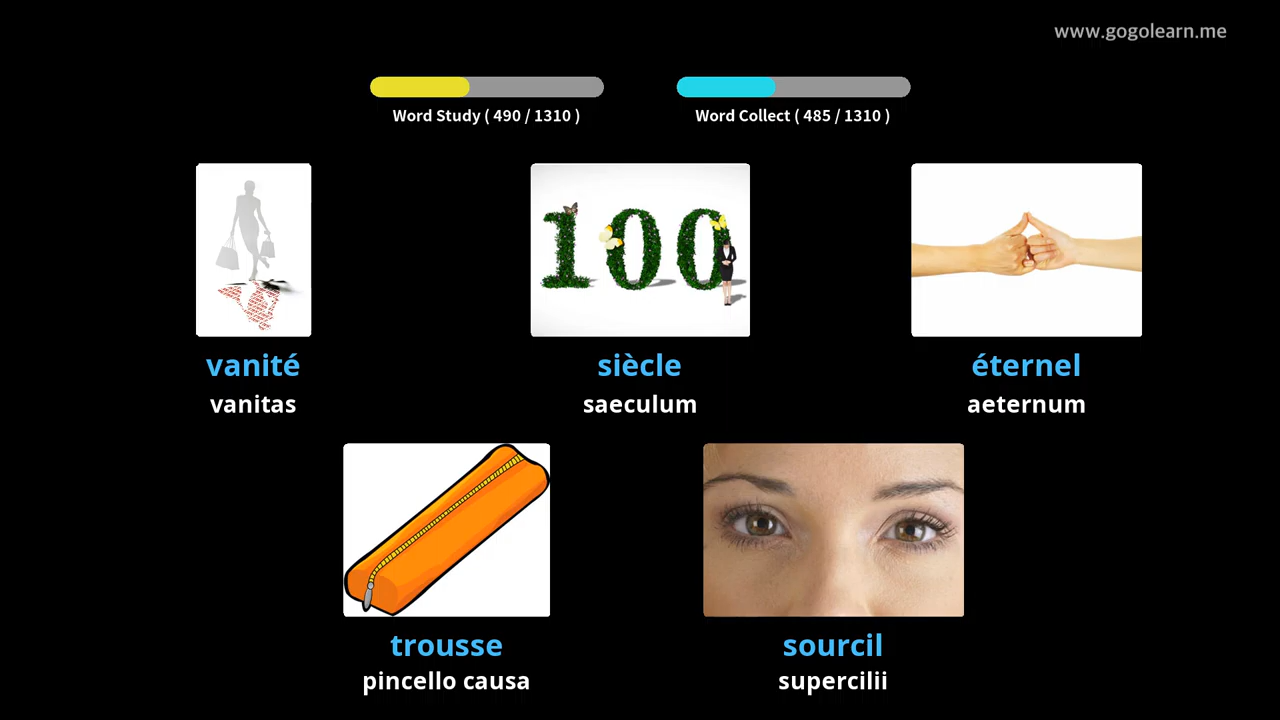 www.gogolearn.me
Word Study ( 490 / 1310 )
Word Collect ( 485 / 1310 )
100
vanité
siècle
éternel
vanitas
saeculum
aeternum
trousse
sourcil
pincello causa
supercilii